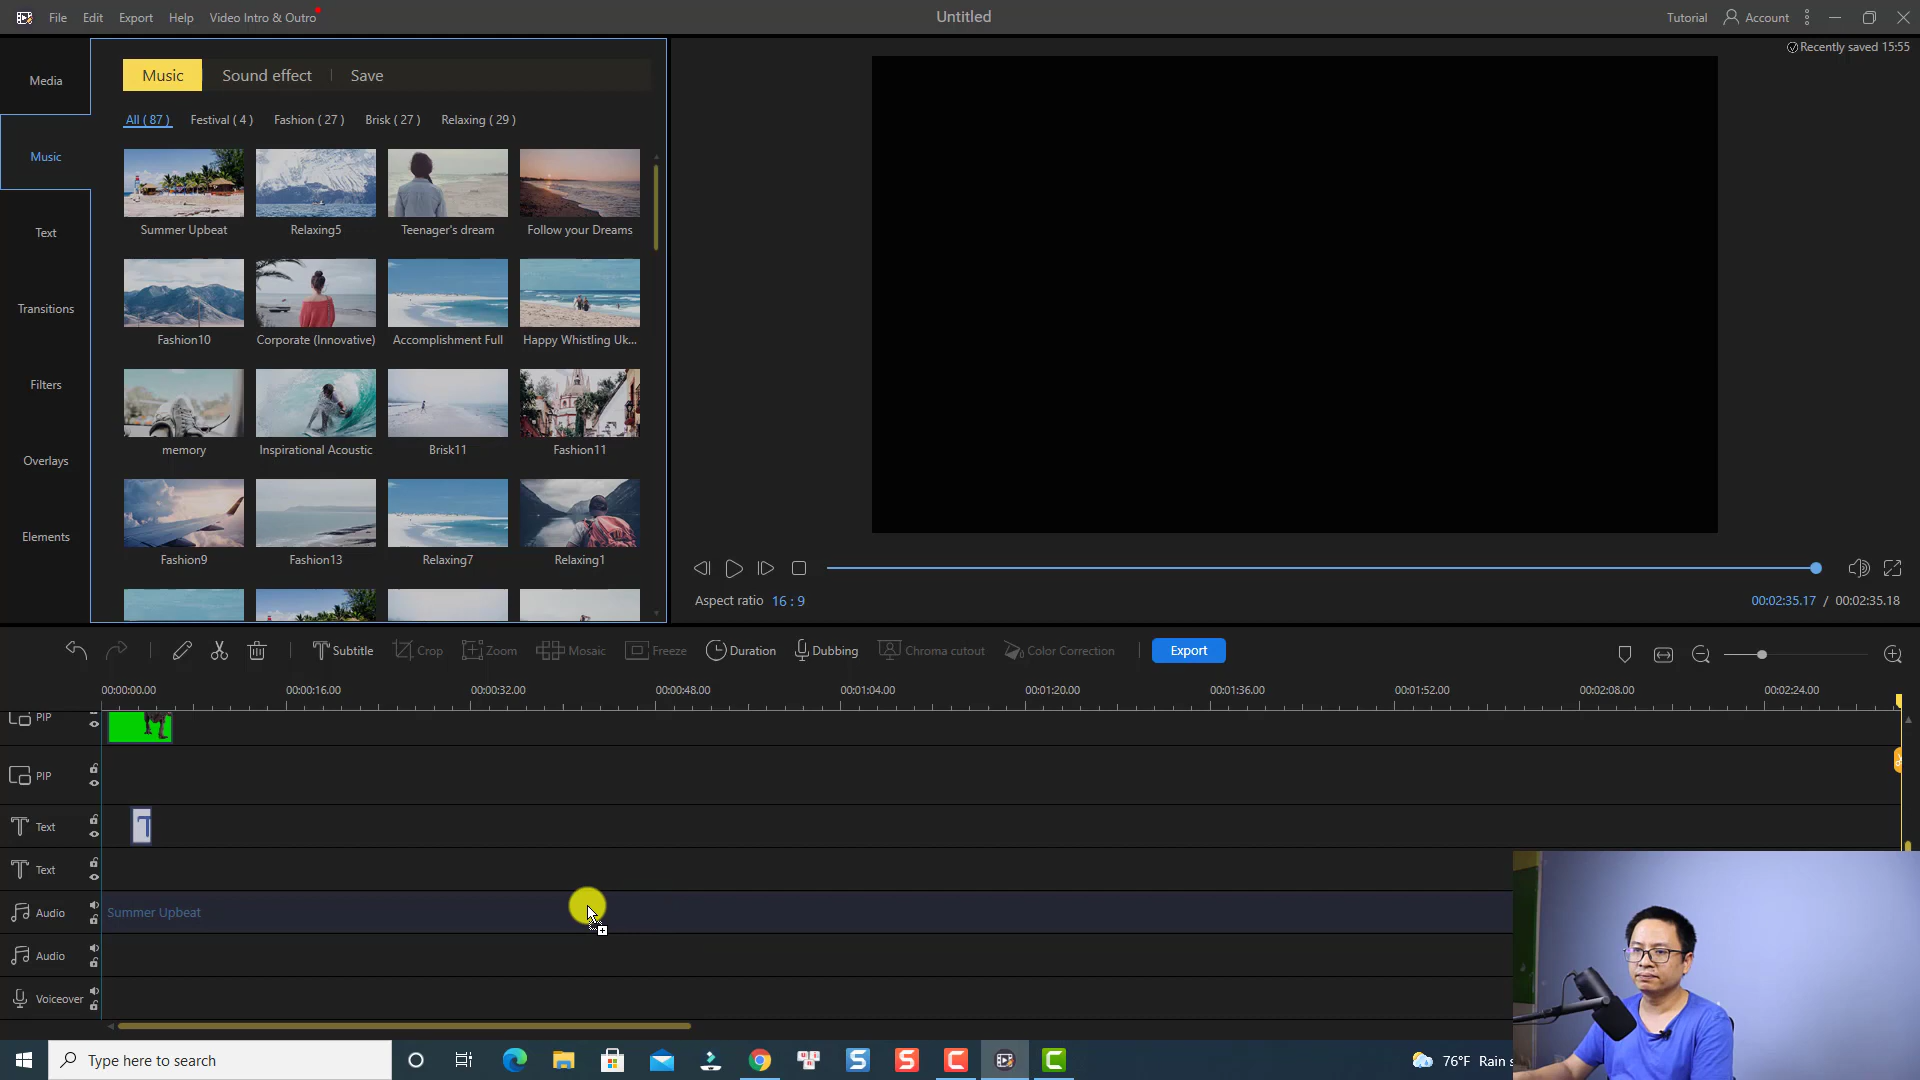 File Edit Export Help Video Intro & Outro
Untitled
Tutorial Account
Recently saved 15:55
Media
Music
Text
Transitions
Filters
Overlays
Elements
Music Sound effect Save
All ( 87 ) Festival ( 4 ) Fashion ( 27 ) Brisk ( 27 ) Relaxing ( 29 )
Summer Upbeat Relaxing5 Teenager's dream Follow your Dreams
Fashion10 Corporate (Innovative) Accomplishment Full Happy Whistling Uk...
memory Inspirational Acoustic Brisk11 Fashion11
Fashion9 Fashion13 Relaxing7 Relaxing1
Aspect ratio 16 : 9
00:02:35.17 / 00:02:35.18
Subtitle Crop Zoom Mosaic Freeze Duration Dubbing Chroma cutout Color Correction Export
00:00:00.00 00:00:16.00 00:00:32.00 00:00:48.00 00:01:04.00 00:01:20.00 00:01:36.00 00:01:52.00 00:02:08.00 00:02:24.00
PIP
PIP
Text T
Text
Audio Summer Upbeat
Audio
Voiceover
Type here to search
76°F Rain s